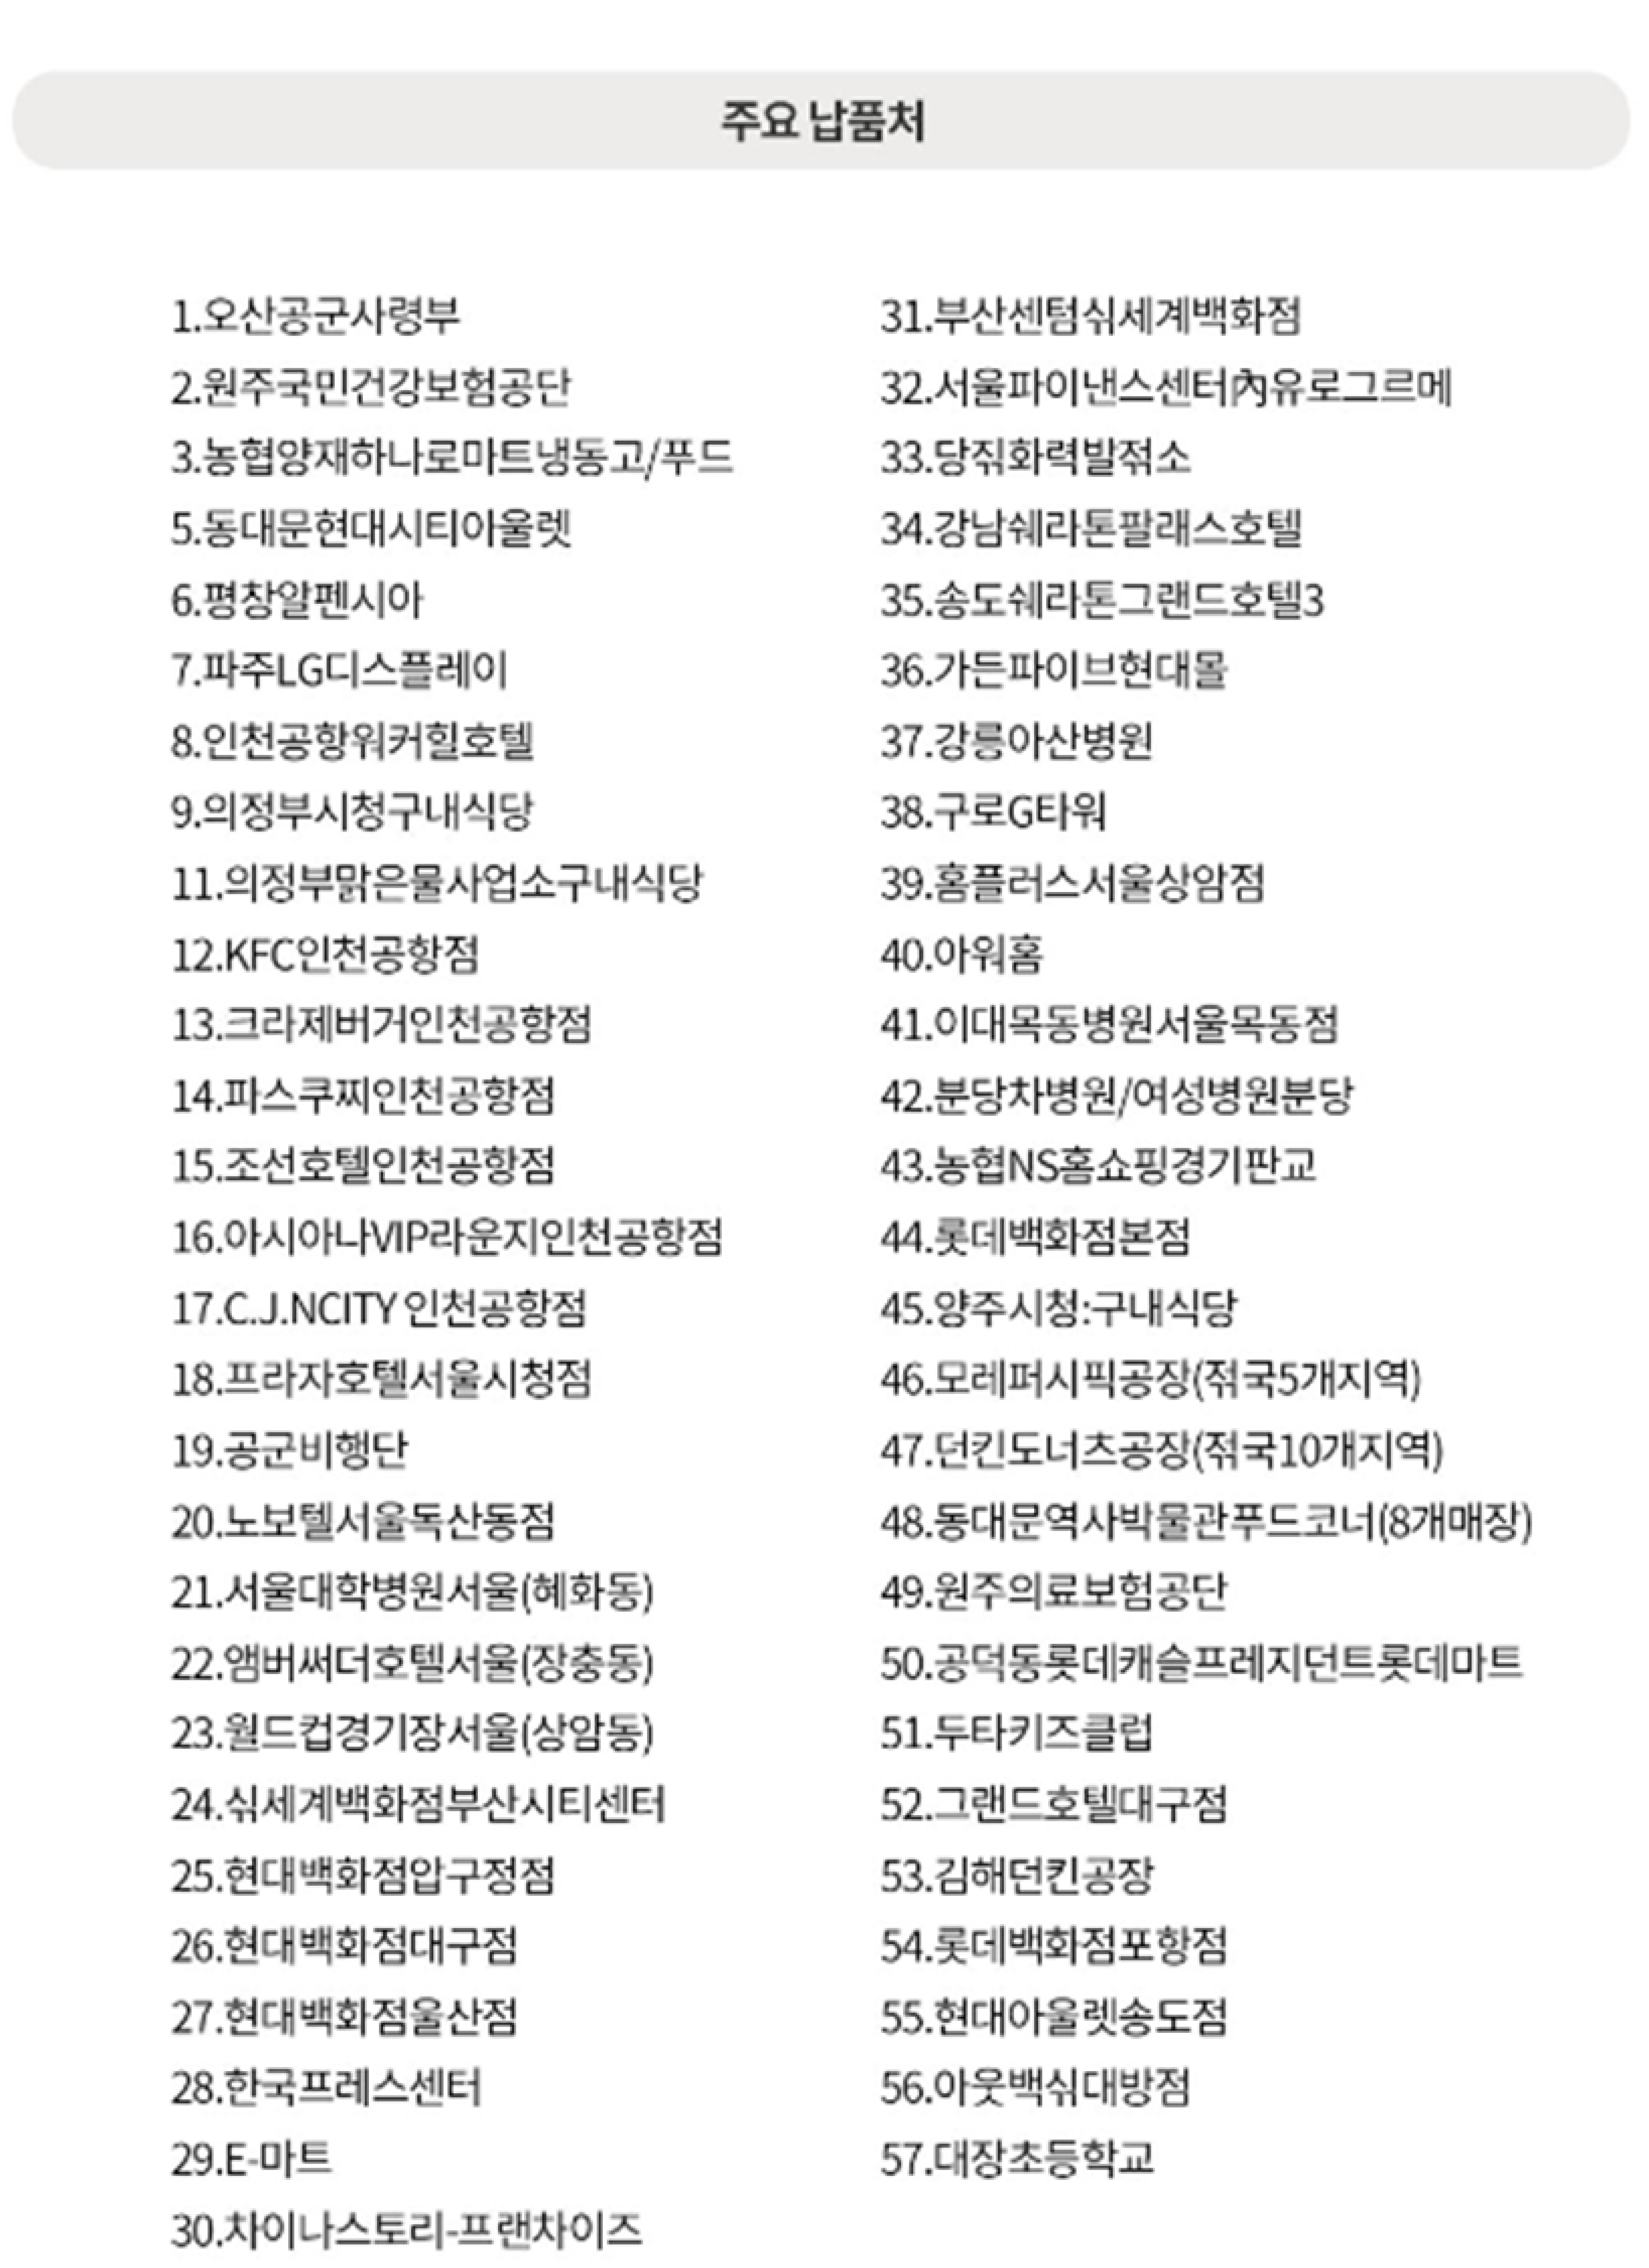 주요 납품처
1.오산공군사령부
2.원주국민건강보험공단
3.농협양재하나로마트냉동고/푸드
5.동대문현대시티아울렛
6.평창알펜시아
7.파주LG디스플레이
8.인천공항워커힐호텔
9.의정부시청구내식당
11.의정부맑은물사업소구내식당
12.KFC인천공항점
13.크라제버거인천공항점
14.파스쿠찌인천공항점
15.조선호텔인천공항점
16.아시아나VIP라운지인천공항점
17.C.J.NCITY 인천공항점
18.프라자호텔서울시청점
19.공군비행단
20.노보텔서울독산동점
21.서울대학병원서울(혜화동)
22.앰버써더호텔서울(장충동)
23.월드컵경기장서울(상암동)
24.싞세계백화점부산시티센터
25.현대백화점압구정점
26.현대백화점대구점
27.현대백화점울산점
28.한국프레스센터
29.E-마트
30.차이나스토리-프랜차이즈
31.부산센텀싞세계백화점
32.서울파이낸스센터內유로그르메
33.당짂화력발젂소
34.강남쉐라톤팔래스호텔
35.송도쉐라톤그랜드호텔3
36.가든파이브현대몰
37.강릉아산병원
38.구로G타워
39.홈플러스서울상암점
40.아워홈
41.이대목동병원서울목동점
42.분당차병원/여성병원분당
43.농협NS홈쇼핑경기판교
44.롯데백화점본점
45.양주시청:구내식당
46.모레퍼시픽공장(젂국5개지역)
47.던킨도너츠공장(젂국10개지역)
48.동대문역사박물관푸드코너(8개매장)
49.원주의료보험공단
50.공덕동롯데캐슬프레지던트롯데마트
51.두타키즈클럽
52.그랜드호텔대구점
53.김해던킨공장
54.롯데백화점포항점
55.현대아울렛송도점
56.아웃백싞대방점
57.대장초등학교